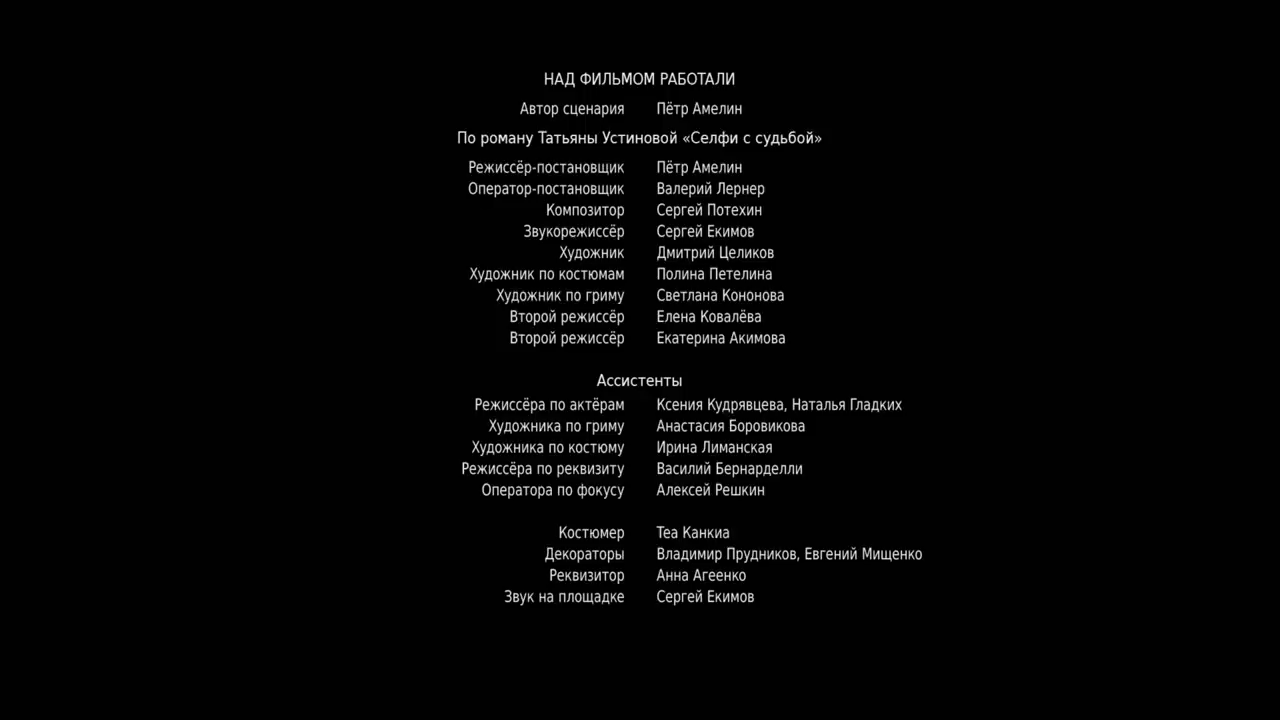 НАД ФИЛЬМОМ РАБОТАЛИ
Автор сценария Пётр Амелин
По роману Татьяны Устиновой «Селфи с судьбой»
Режиссёр-постановщик Пётр Амелин
Оператор-постановщик Валерий Лернер
Композитор Сергей Потехин
Звукорежиссёр Сергей Екимов
Художник Дмитрий Целиков
Художник по костюмам Полина Петелина
Художник по гриму Светлана Кононова
Второй режиссёр Елена Ковалёва
Второй режиссёр Екатерина Акимова
Ассистенты
Режиссёра по актёрам Ксения Кудрявцева, Наталья Гладких
Художника по гриму Анастасия Боровикова
Художника по костюму Ирина Лиманская
Режиссёра по реквизиту Василий Бернарделли
Оператора по фокусу Алексей Решкин
Костюмер Теа Канкиа
Декораторы Владимир Прудников, Евгений Мищенко
Реквизитор Анна Агеенко
Звук на площадке Сергей Екимов